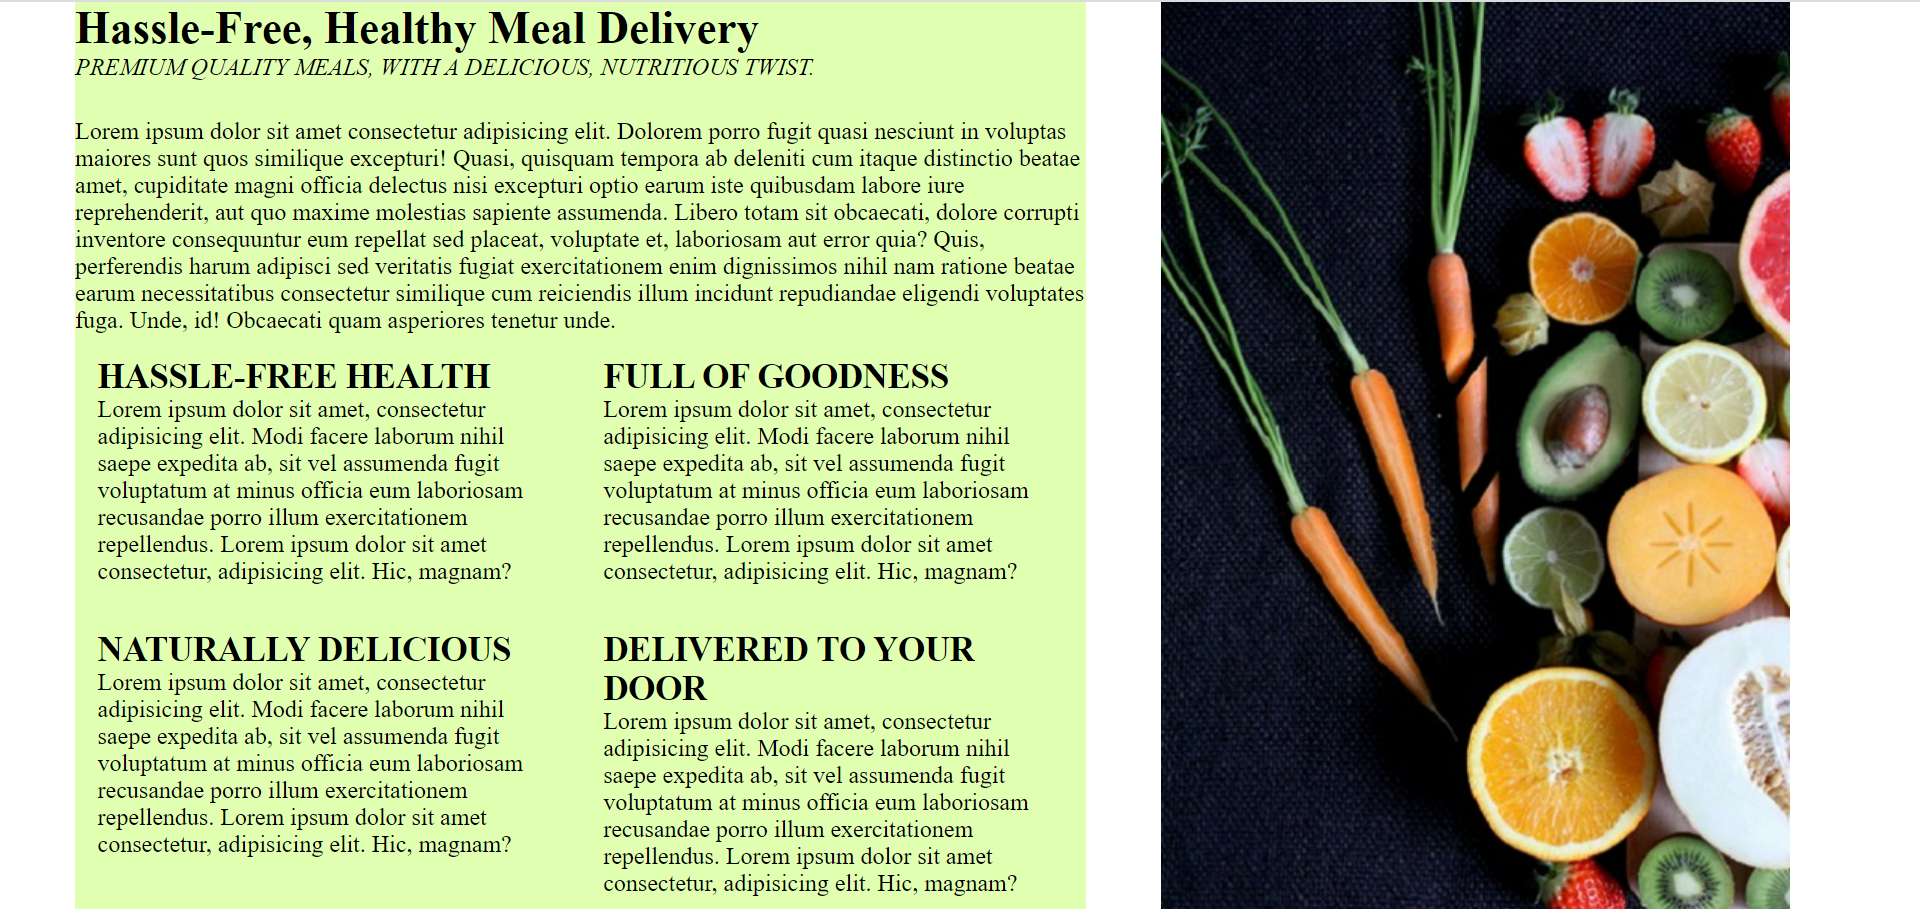 Hassle-Free, Healthy Meal Delivery
PREMIUM QUALITY MEALS, WITH A DELICIOUS, NUTRITIOUS TWIST.
Lorem ipsum dolor sit amet consectetur adipisicing elit. Dolorem porro fugit quasi nesciunt in voluptas
maiores sunt quos similique excepturi! Quasi, quisquam tempora ab deleniti cum itaque distinctio beatae
amet, cupiditate magni officia delectus nisi excepturi optio earum iste quibusdam labore iure
reprehenderit, aut quo maxime molestias sapiente assumenda. Libero totam sit obcaecati, dolore corrupti
inventore consequuntur eum repellat sed placeat, voluptate et, laboriosam aut error quia? Quis,
perferendis harum adipisci sed veritatis fugiat exercitationem enim dignissimos nihil nam ratione beatae
earum necessitatibus consectetur similique cum reiciendis illum incidunt repudiandae eligendi voluptates
fuga. Unde, id! Obcaecati quam asperiores tenetur unde.
HASSLE-FREE HEALTH
Lorem ipsum dolor sit amet, consectetur
adipisicing elit. Modi facere laborum nihil
saepe expedita ab, sit vel assumenda fugit
voluptatum at minus officia eum laboriosam
recusandae porro illum exercitationem
repellendus. Lorem ipsum dolor sit amet
consectetur, adipisicing elit. Hic, magnam?
FULL OF GOODNESS
Lorem ipsum dolor sit amet, consectetur
adipisicing elit. Modi facere laborum nihil
saepe expedita ab, sit vel assumenda fugit
voluptatum at minus officia eum laboriosam
recusandae porro illum exercitationem
repellendus. Lorem ipsum dolor sit amet
consectetur, adipisicing elit. Hic, magnam?
NATURALLY DELICIOUS
Lorem ipsum dolor sit amet, consectetur
adipisicing elit. Modi facere laborum nihil
saepe expedita ab, sit vel assumenda fugit
voluptatum at minus officia eum laboriosam
recusandae porro illum exercitationem
repellendus. Lorem ipsum dolor sit amet
consectetur, adipisicing elit. Hic, magnam?
DELIVERED TO YOUR
DOOR
Lorem ipsum dolor sit amet, consectetur
adipisicing elit. Modi facere laborum nihil
saepe expedita ab, sit vel assumenda fugit
voluptatum at minus officia eum laboriosam
recusandae porro illum exercitationem
repellendus. Lorem ipsum dolor sit amet
consectetur, adipisicing elit. Hic, magnam?